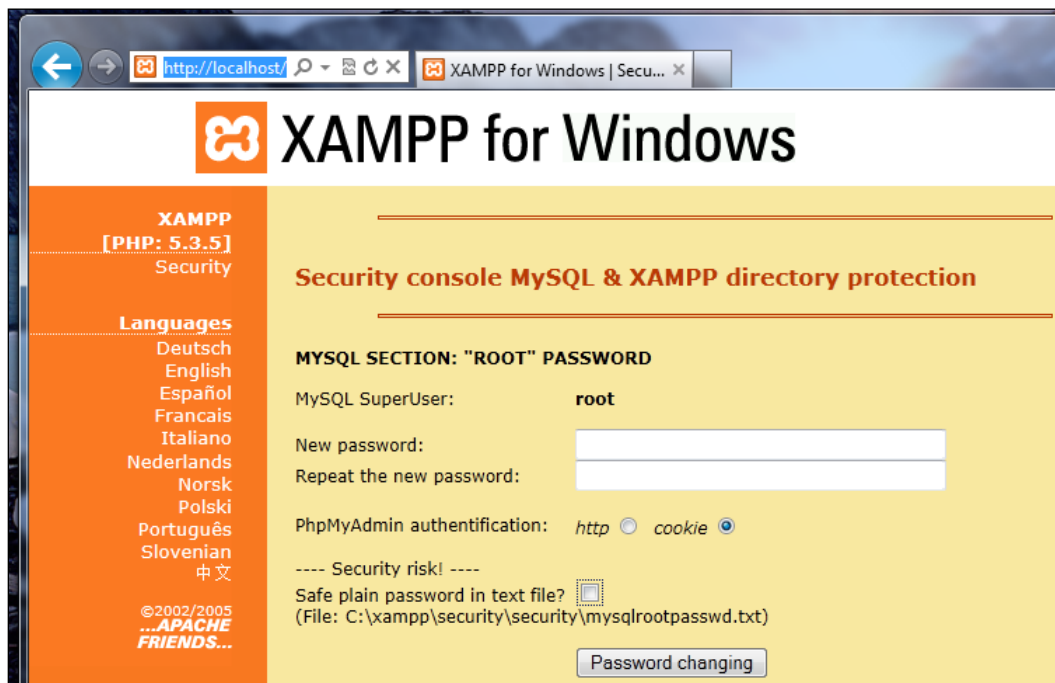 http://localhost/
XAMPP for Windows | Secu...
XAMPP for Windows
XAMPP
[PHP: 5.3.5]
Security
Languages
Deutsch
English
Español
Francais
Italiano
Nederlands
Norsk
Polski
Português
Slovenian
中文
©2002/2005
...APACHE
FRIENDS...
Security console MySQL & XAMPP directory protection
MYSQL SECTION: "ROOT" PASSWORD
MySQL SuperUser: root
New password:
Repeat the new password:
PhpMyAdmin authentification: http cookie
---- Security risk! ----
Safe plain password in text file?
(File: C:\xampp\security\security\mysqlrootpasswd.txt)
Password changing